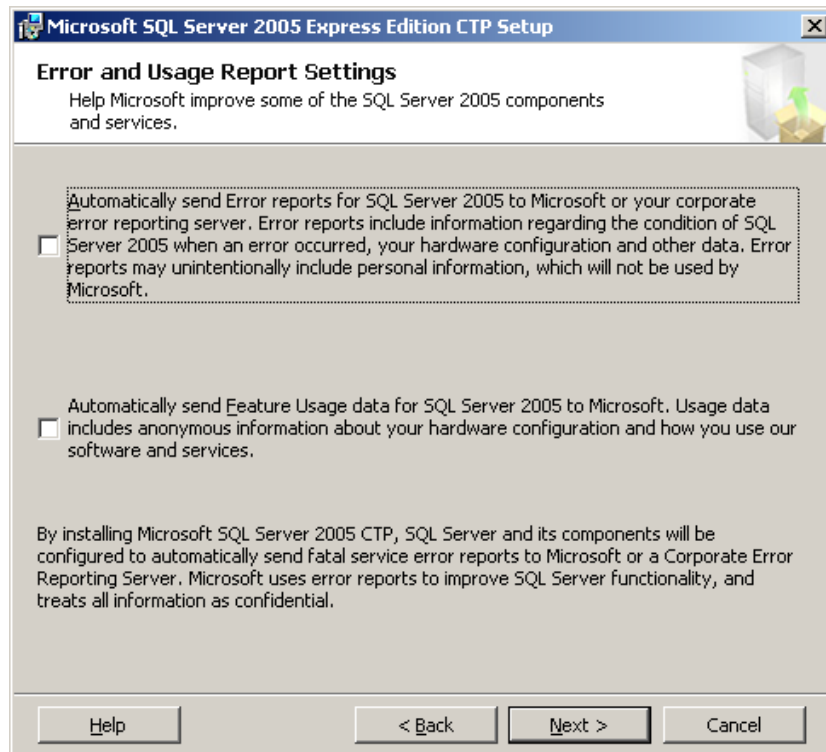 Microsoft SQL Server 2005 Express Edition CTP Setup
Error and Usage Report Settings
Help Microsoft improve some of the SQL Server 2005 components
and services.
Automatically send Error reports for SQL Server 2005 to Microsoft or your corporate
error reporting server. Error reports include information regarding the condition of SQL
Server 2005 when an error occurred, your hardware configuration and other data. Error
reports may unintentionally include personal information, which will not be used by
Microsoft.
Automatically send Feature Usage data for SQL Server 2005 to Microsoft. Usage data
includes anonymous information about your hardware configuration and how you use our
software and services.
By installing Microsoft SQL Server 2005 CTP, SQL Server and its components will be
configured to automatically send fatal service error reports to Microsoft or a Corporate Error
Reporting Server. Microsoft uses error reports to improve SQL Server functionality, and
treats all information as confidential.
Help < Back Next > Cancel